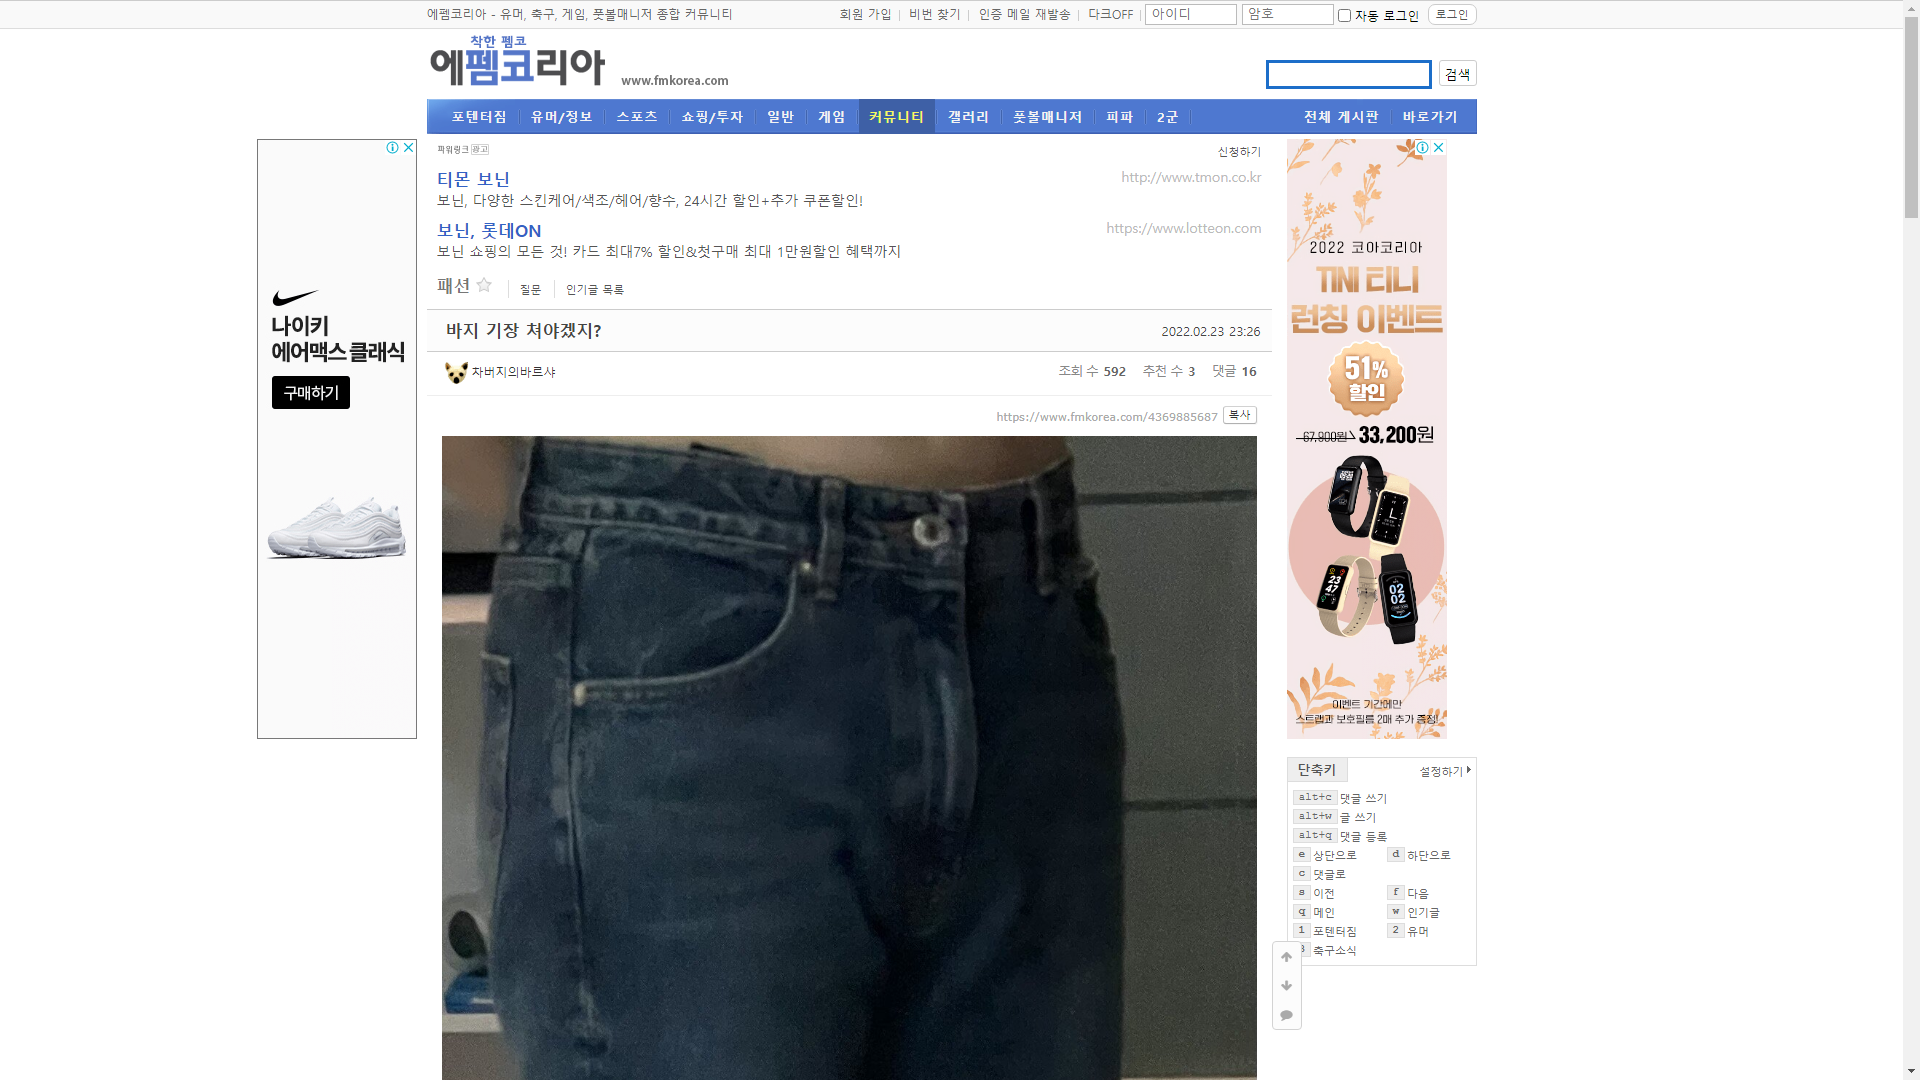 에펨코리아 - 유머, 축구, 게임, 풋볼매니저 종합 커뮤니티
회원 가입 비번 찾기 인증 메일 재발송 다크OFF 아이디 암호 자동 로그인 로그인
착한 펨코
에펨코리아 www.fmkorea.com
검색
포텐터짐 유머/정보 스포츠 쇼핑/투자 일반 게임 커뮤니티 갤러리 풋볼매니저 피파 2군 전체 게시판 바로가기
나이키
에어맥스 클래식
구매하기
파워링크 광고 신청하기
티몬 보닌 http://www.tmon.co.kr
보닌, 다양한 스킨케어/색조/헤어/향수, 24시간 할인+추가 쿠폰할인!
보닌, 롯데ON https://www.lotteon.com
보닌 쇼핑의 모든 것! 카드 최대7% 할인&첫구매 최대 1만원할인 혜택까지
패션 질문 인기글 목록
바지 기장 쳐야겠지? 2022.02.23 23:26
차버지의바르샤 조회 수 592 추천 수 3 댓글 16
https://www.fmkorea.com/4369885687 복사
2022 코아코리아
TINI 티니
런칭 이벤트
51%
할인
67,900원 33,200원
이벤트 기간에만
스트랩과 보호필름 2매 추가 증정!
단축키 설정하기
alt+c 댓글 쓰기
alt+w 글 쓰기
alt+q 댓글 등록
e 상단으로 d 하단으로
c 댓글로
s 이전 f 다음
q 메인 w 인기글
1 포텐터짐 2 유머
3 축구소식